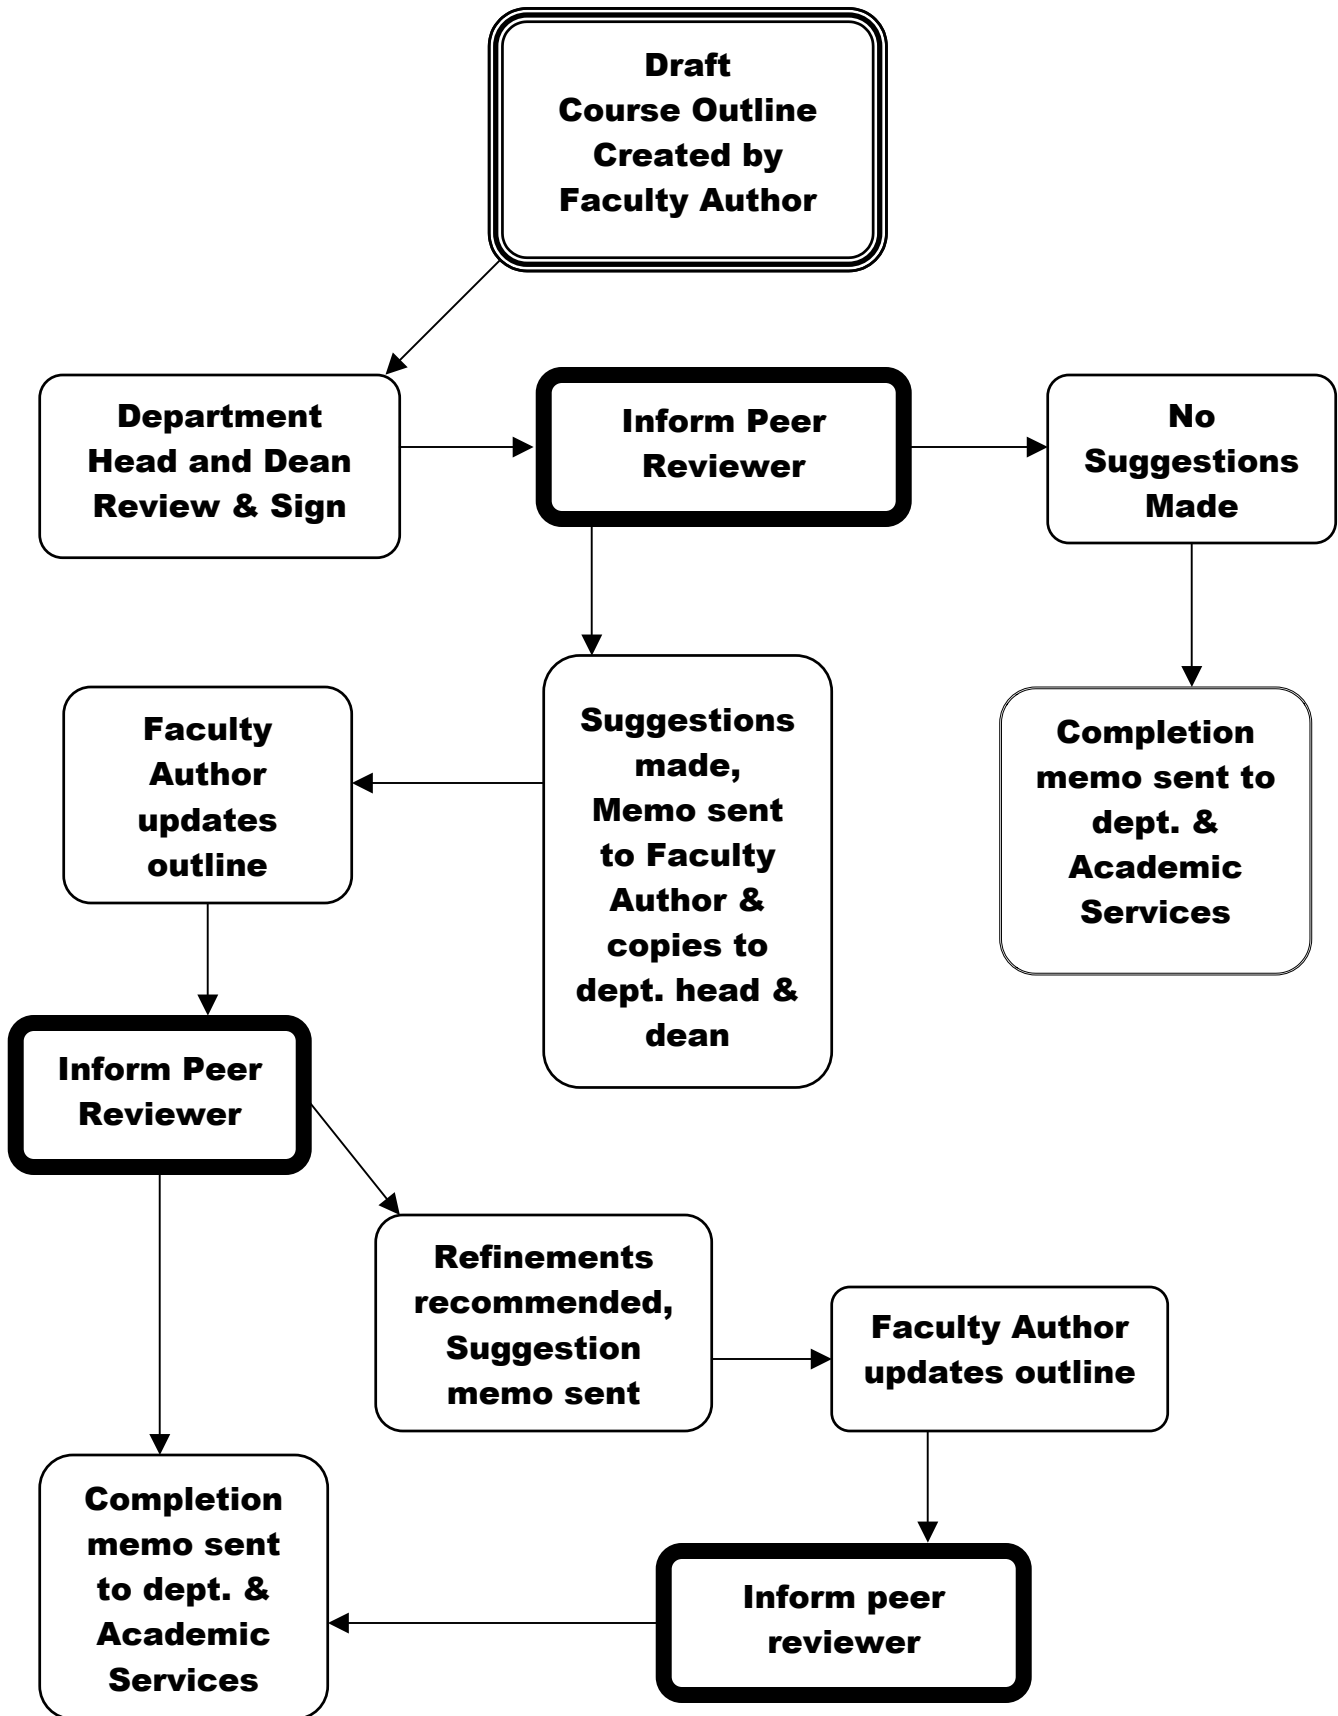 Draft
Course Outline
Created by
Faculty Author
Department
Head and Dean
Review & Sign
Inform Peer
Reviewer
No
Suggestions
Made
Faculty
Author
updates
outline
Suggestions
made,
Memo sent
to Faculty
Author &
copies to
dept. head &
dean
Completion
memo sent to
dept. &
Academic
Services
Inform Peer
Reviewer
Refinements
recommended,
Suggestion
memo sent
Faculty Author
updates outline
Completion
memo sent
to dept. &
Academic
Services
Inform peer
reviewer